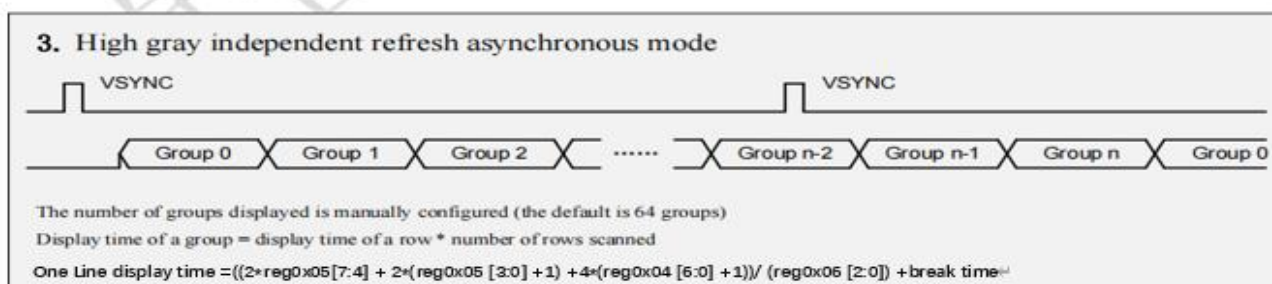 3. High gray independent refresh asynchronous mode
VSYNC VSYNC
Group 0 Group 1 Group 2 ...... Group n-2 Group n-1 Group n Group 0
The number of groups displayed is manually configured (the default is 64 groups)
Display time of a group = display time of a row * number of rows scanned
One Line display time =((2*reg0x05[7:4] + 2*(reg0x05 [3:0] +1) +4*(reg0x04 [6:0] +1))/ (reg0x06 [2:0]) +break time↵